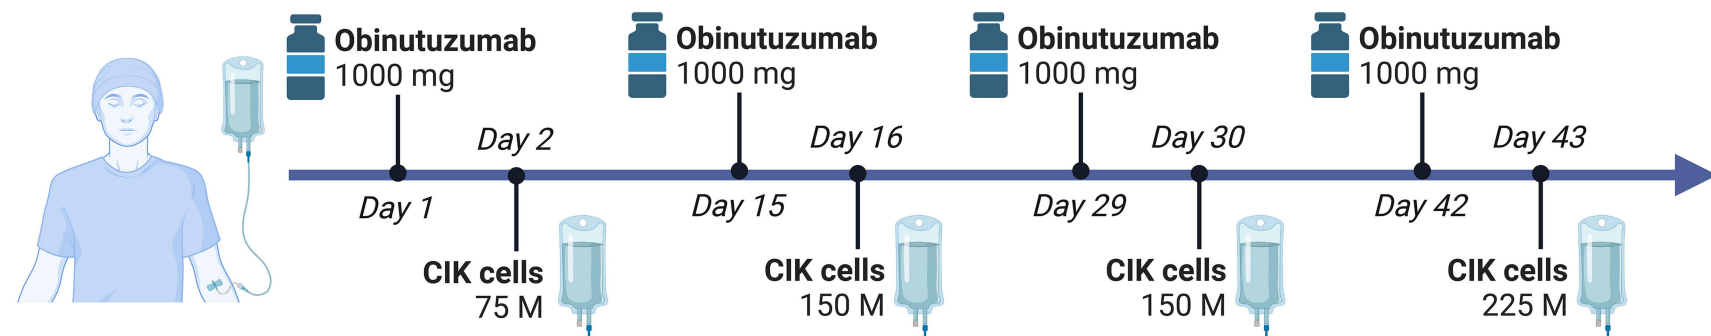 Obinutuzumab
1000 mg
Day 1
Day 2
CIK cells
75 M
Obinutuzumab
1000 mg
Day 15
Day 16
CIK cells
150 M
Obinutuzumab
1000 mg
Day 29
Day 30
CIK cells
150 M
Obinutuzumab
1000 mg
Day 42
Day 43
CIK cells
225 M